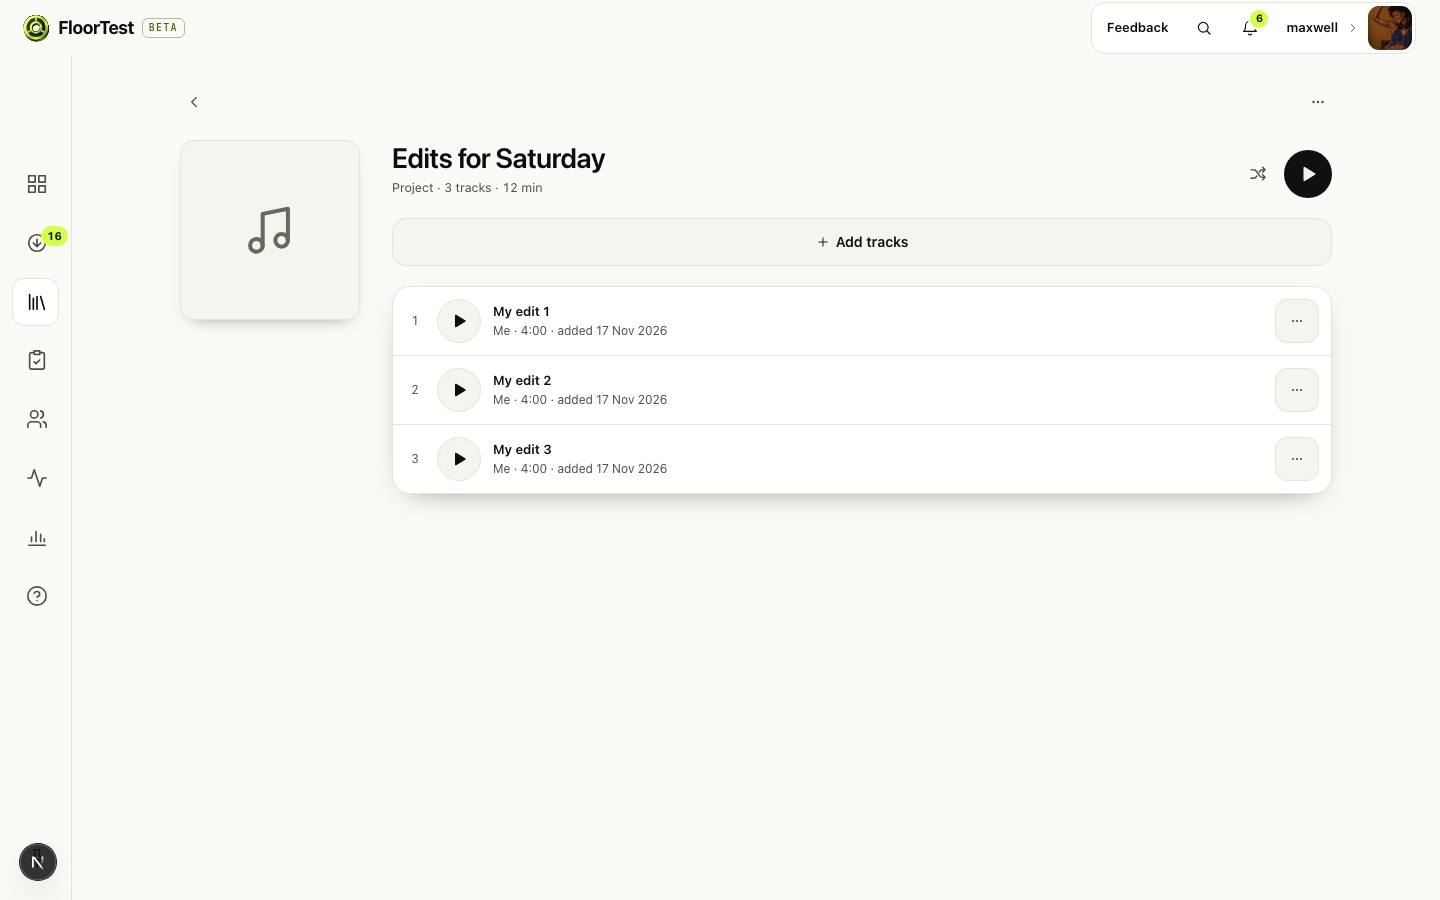 FloorTest BETA
Feedback
6
maxwell
16
Edits for Saturday
Project · 3 tracks · 12 min
+ Add tracks
1
My edit 1
Me · 4:00 · added 17 Nov 2026
2
My edit 2
Me · 4:00 · added 17 Nov 2026
3
My edit 3
Me · 4:00 · added 17 Nov 2026
N